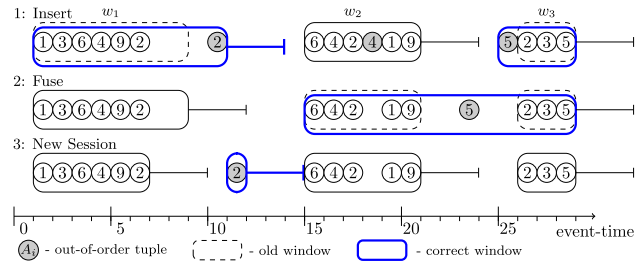 1: Insert w1 w2 w3
1 3 6 4 9 2 2 6 4 2 4 1 9 5 2 3 5
2: Fuse
1 3 6 4 9 2 6 4 2 1 9 5 2 3 5
3: New Session
1 3 6 4 9 2 2 6 4 2 1 9 2 3 5
0 5 10 15 20 25
event-time
Ai - out-of-order tuple - old window - correct window